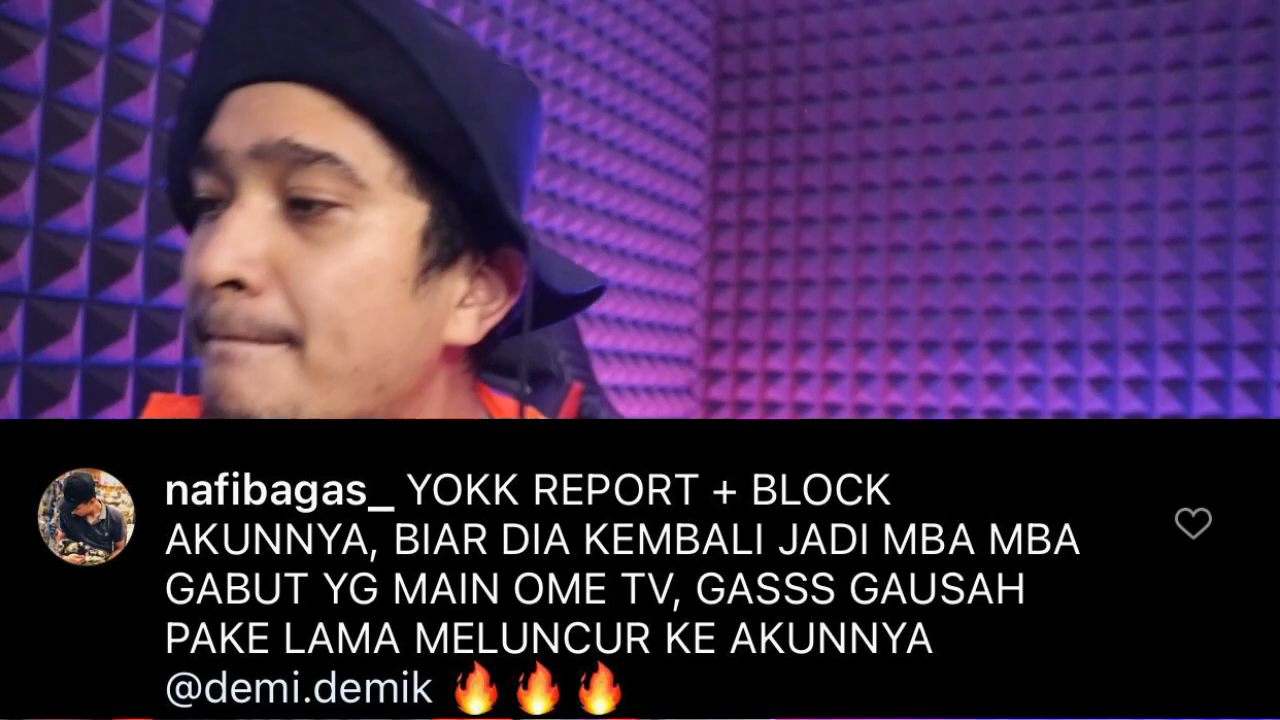 nafibagas_ YOKK REPORT + BLOCK
AKUNNYA, BIAR DIA KEMBALI JADI MBA MBA
GABUT YG MAIN OME TV, GASSS GAUSAH
PAKE LAMA MELUNCUR KE AKUNNYA
@demi.demik 🔥🔥🔥